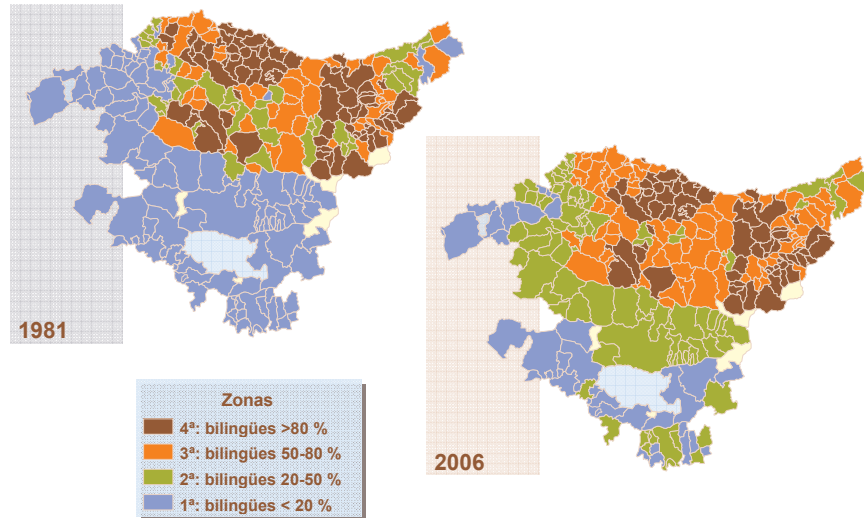 1981
2006
Zonas
4ª: bilingües >80 %
3ª: bilingües 50-80 %
2ª: bilingües 20-50 %
1ª: bilingües < 20 %